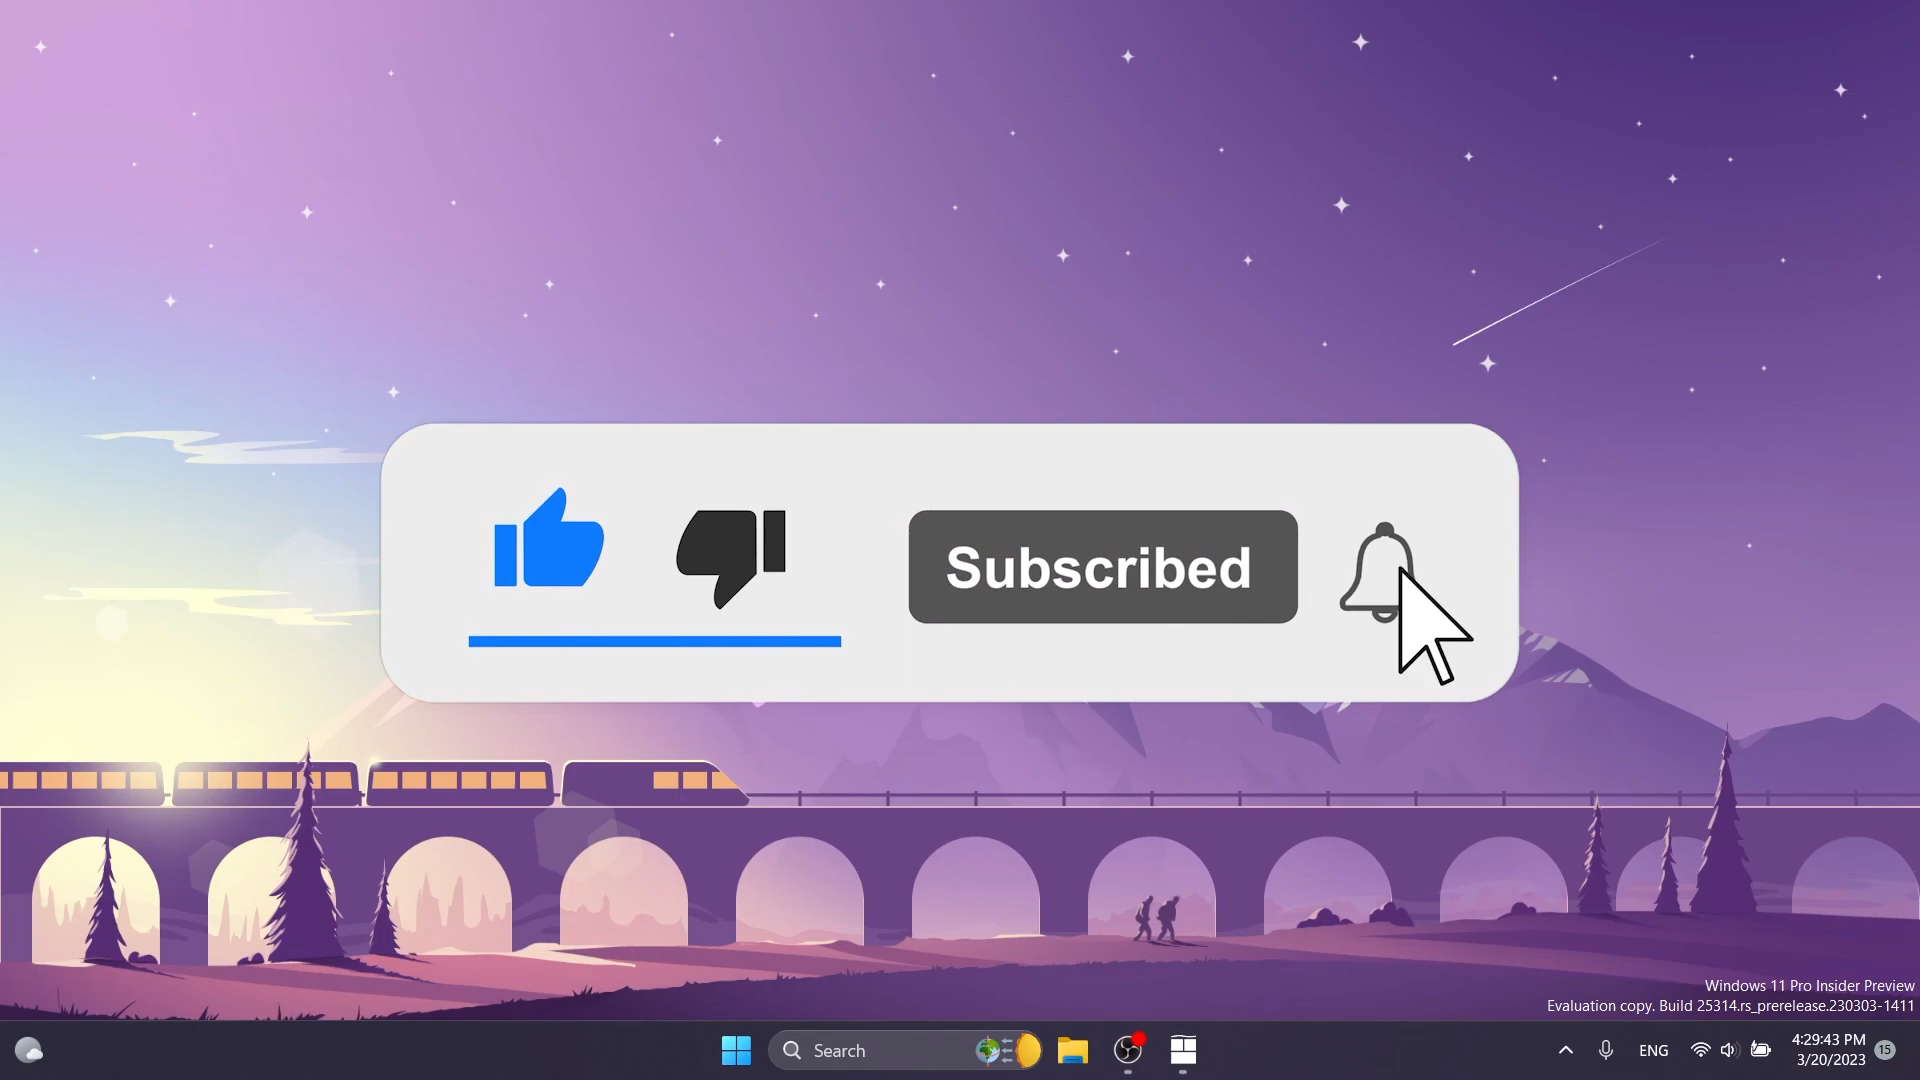 Subscribed
Windows 11 Pro Insider Preview
Evaluation copy. Build 25314.rs_prerelease.230303-1411
Search
ENG
4:29:43 PM
3/20/2023
15